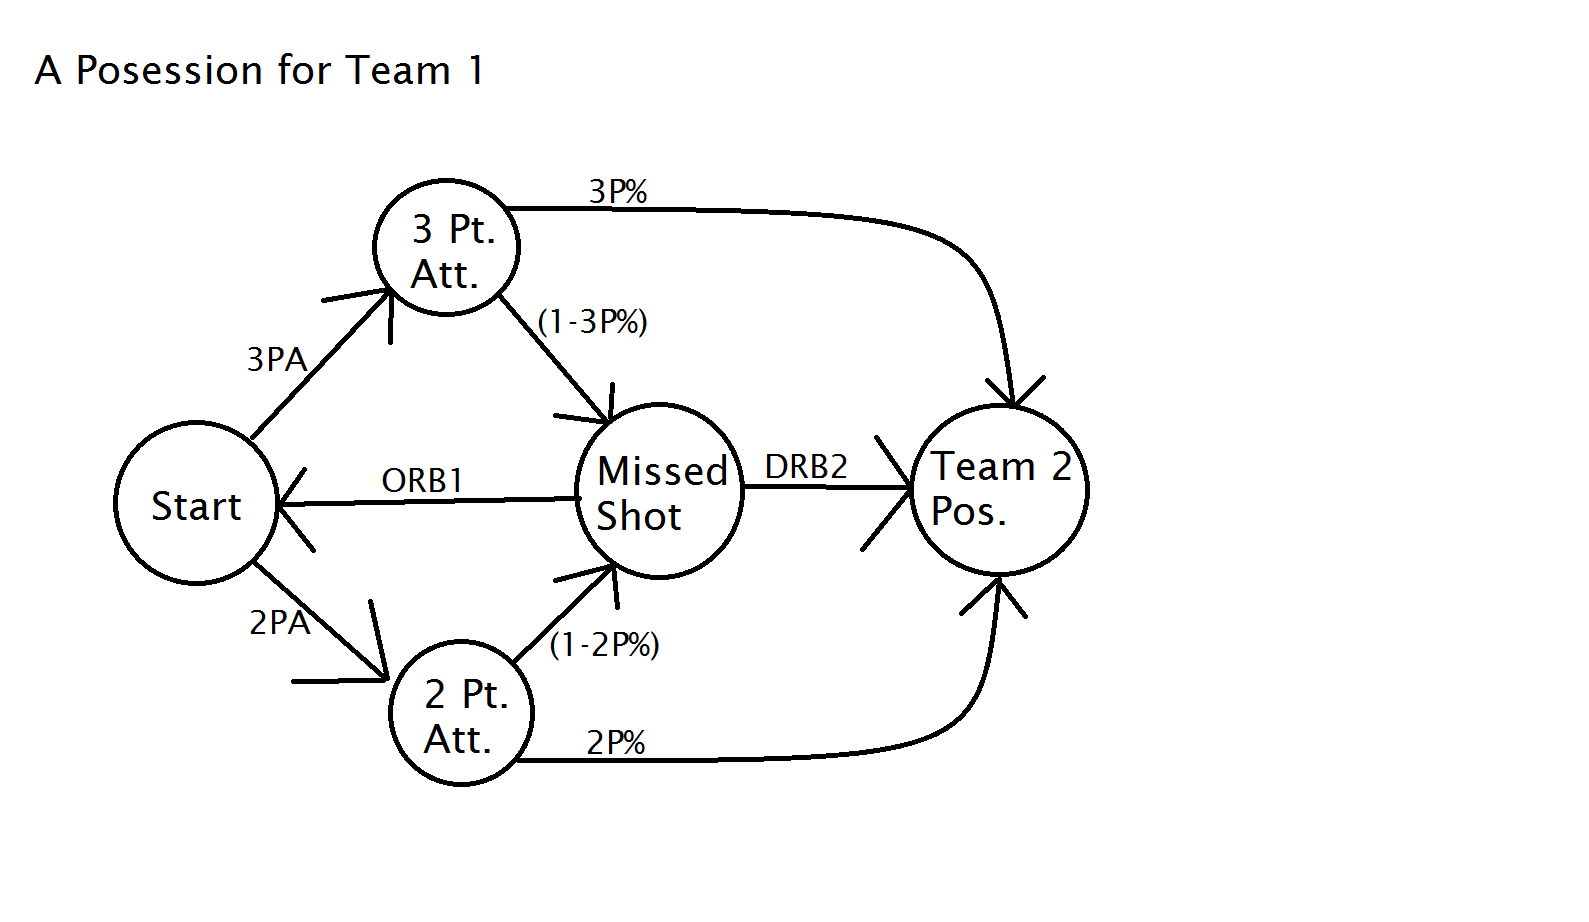 A Posession for Team 1
3P%
3 Pt.
Att.
(1-3P%)
3PA
ORB1
Missed
Shot
DRB2
Team 2
Pos.
Start
2PA
(1-2P%)
2 Pt.
Att.
2P%